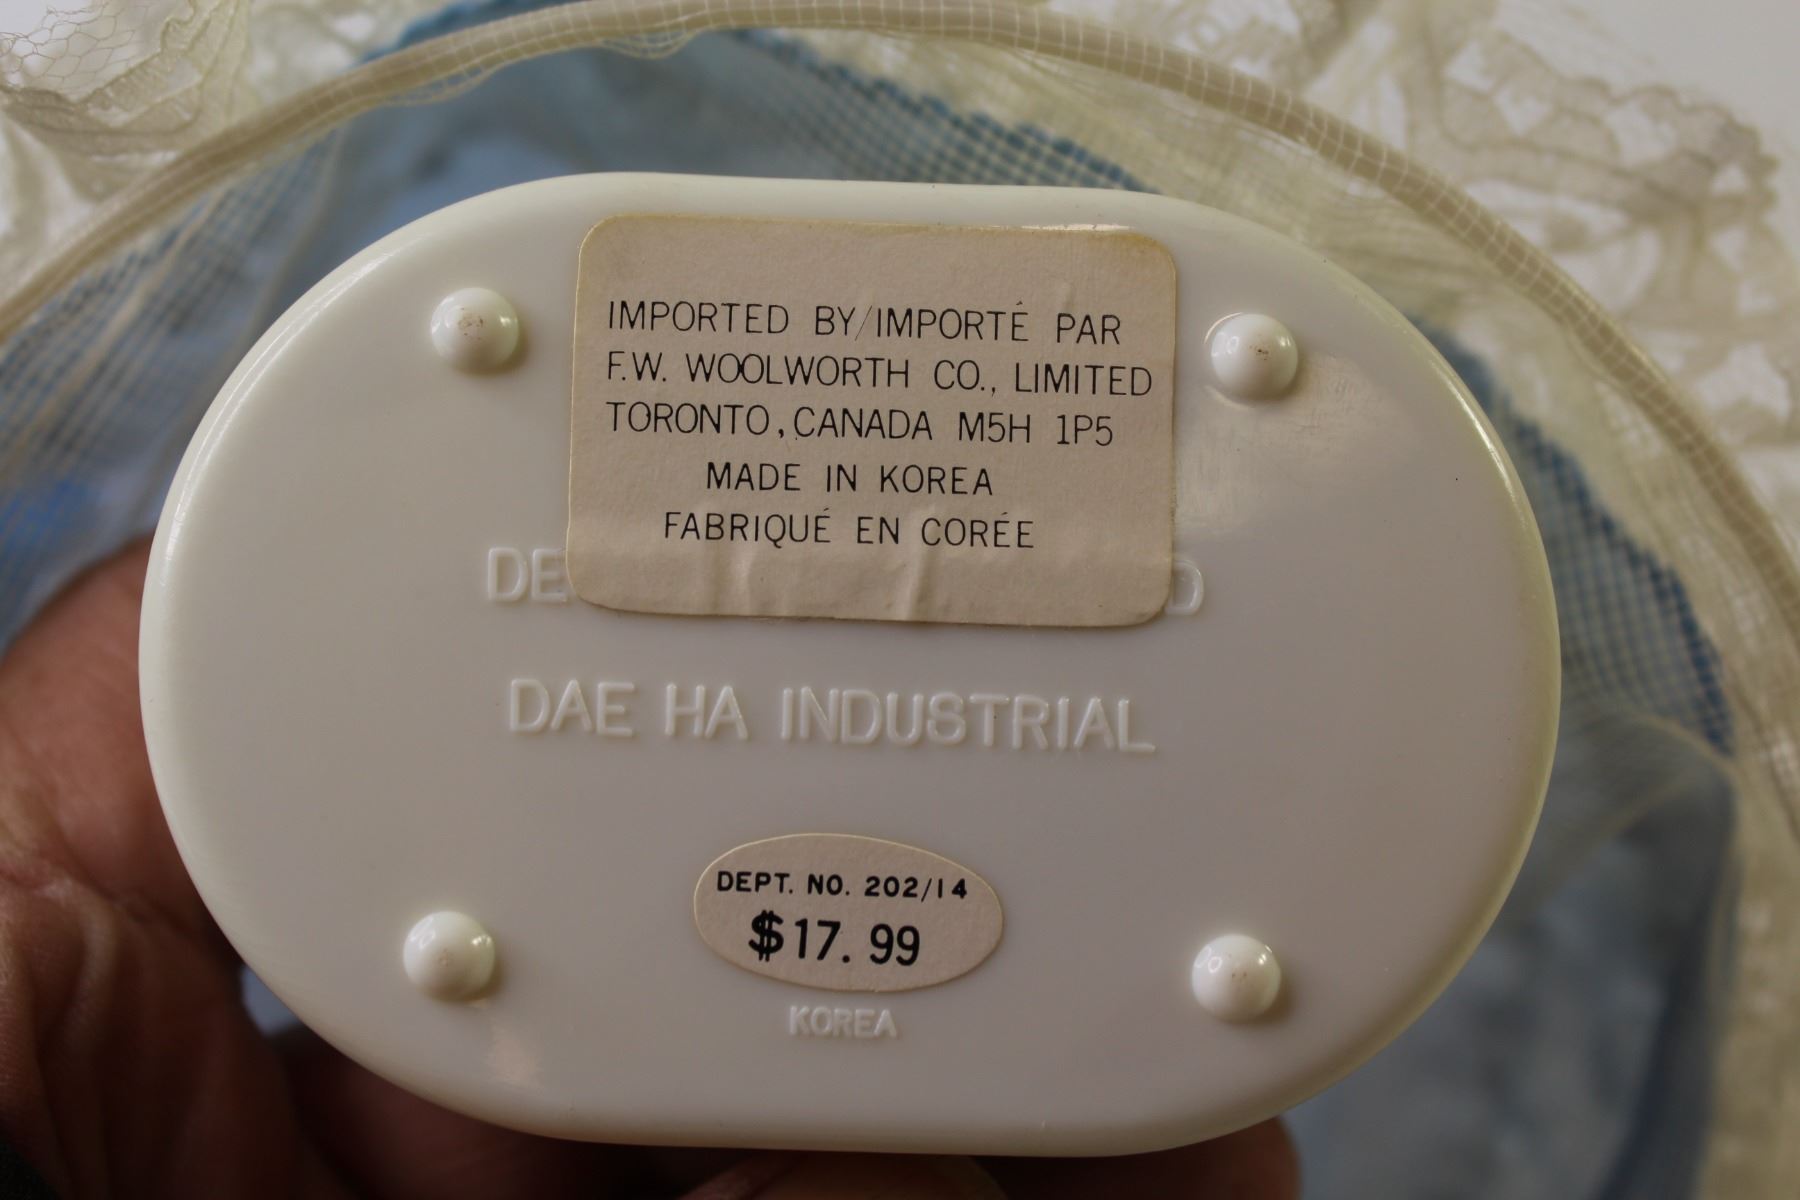 IMPORTED BY/IMPORTÉ PAR
F.W. WOOLWORTH CO., LIMITED
TORONTO, CANADA M5H 1P5
MADE IN KOREA
FABRIQUÉ EN CORÉE
DAE HA INDUSTRIAL
DEPT. NO. 202/14
$17.99
KOREA